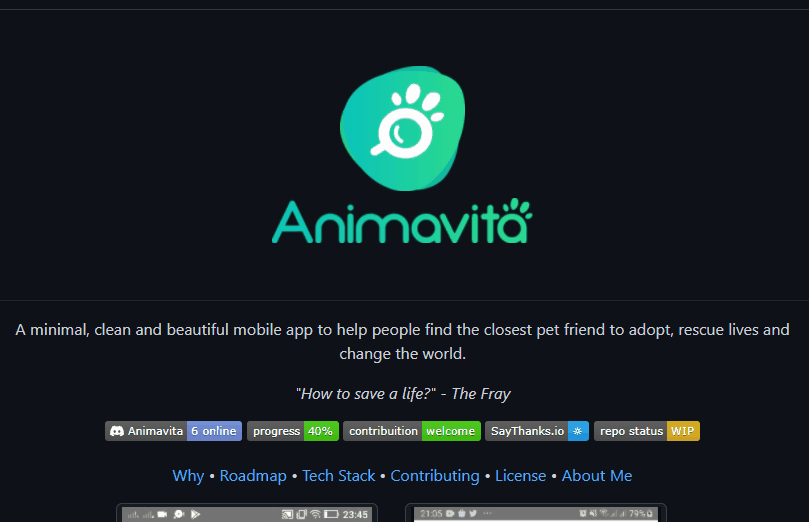 Animavita
A minimal, clean and beautiful mobile app to help people find the closest pet friend to adopt, rescue lives and
change the world.
"How to save a life?" - The Fray
Animavita 6 online progress 40% contribuition welcome SayThanks.io repo status WIP
Why • Roadmap • Tech Stack • Contributing • License • About Me
23:45 21:05 79%